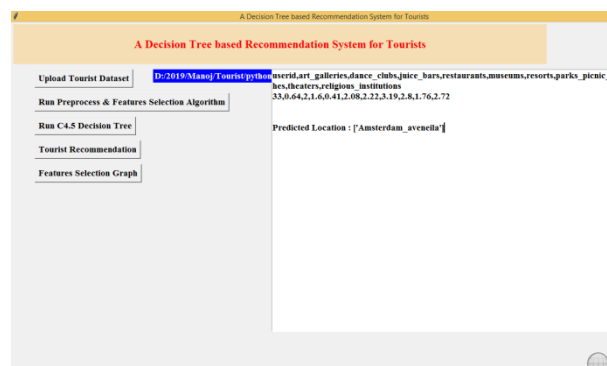 A Decision Tree based Recommendation System for Tourists
A Decision Tree based Recommendation System for Tourists
Upload Tourist Dataset
D:/2019/Manoj/Tourist/python
Run Preprocess & Features Selection Algorithm
Run C4.5 Decision Tree
Tourist Recommendation
Features Selection Graph
userid,art_galleries,dance_clubs,juice_bars,restaurants,museums,resorts,parks_picnic_
hes,theaters,religious_institutions
33,0.64,2,1.6,0.41,2.08,2.22,3.19,2.8,1.76,2.72
Predicted Location : ['Amsterdam_aveneila']